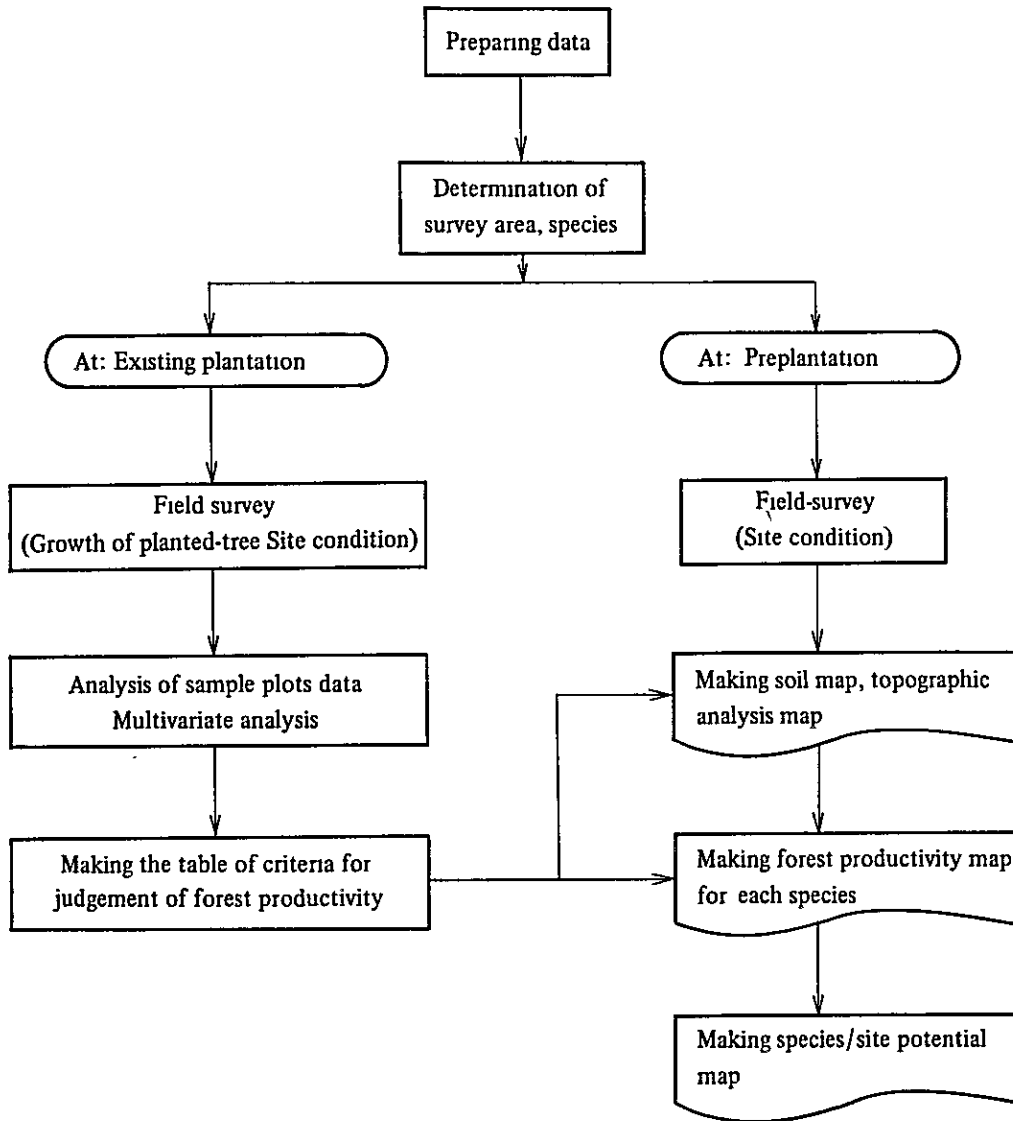 Preparing data
Determination of
survey area, species
At: Existing plantation
At: Preplantation
Field survey
(Growth of planted-tree Site condition)
Field-survey
(Site condition)
Analysis of sample plots data
Multivariate analysis
Making soil map, topographic
analysis map
Making the table of criteria for
judgement of forest productivity
Making forest productivity map
for each species
Making species/site potential
map